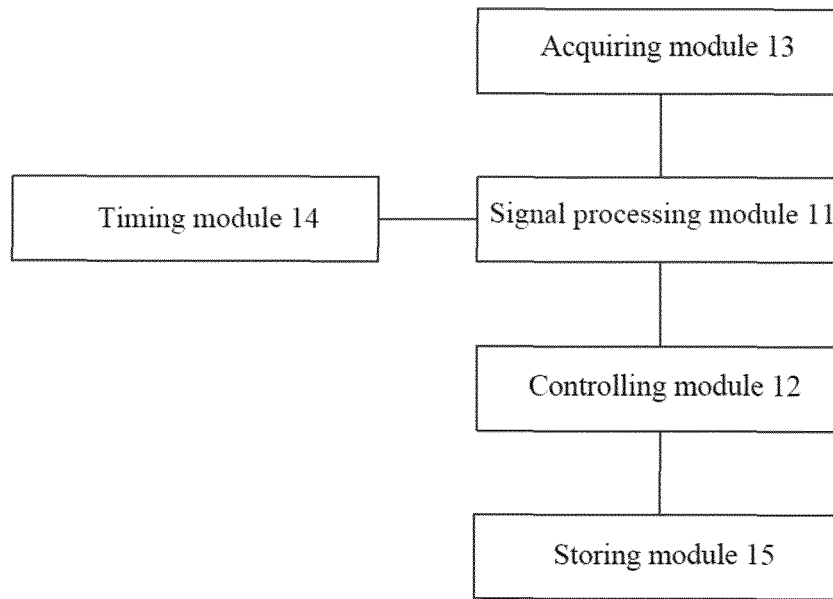 Acquiring module 13
Timing module 14
Signal processing module 11
Controlling module 12
Storing module 15